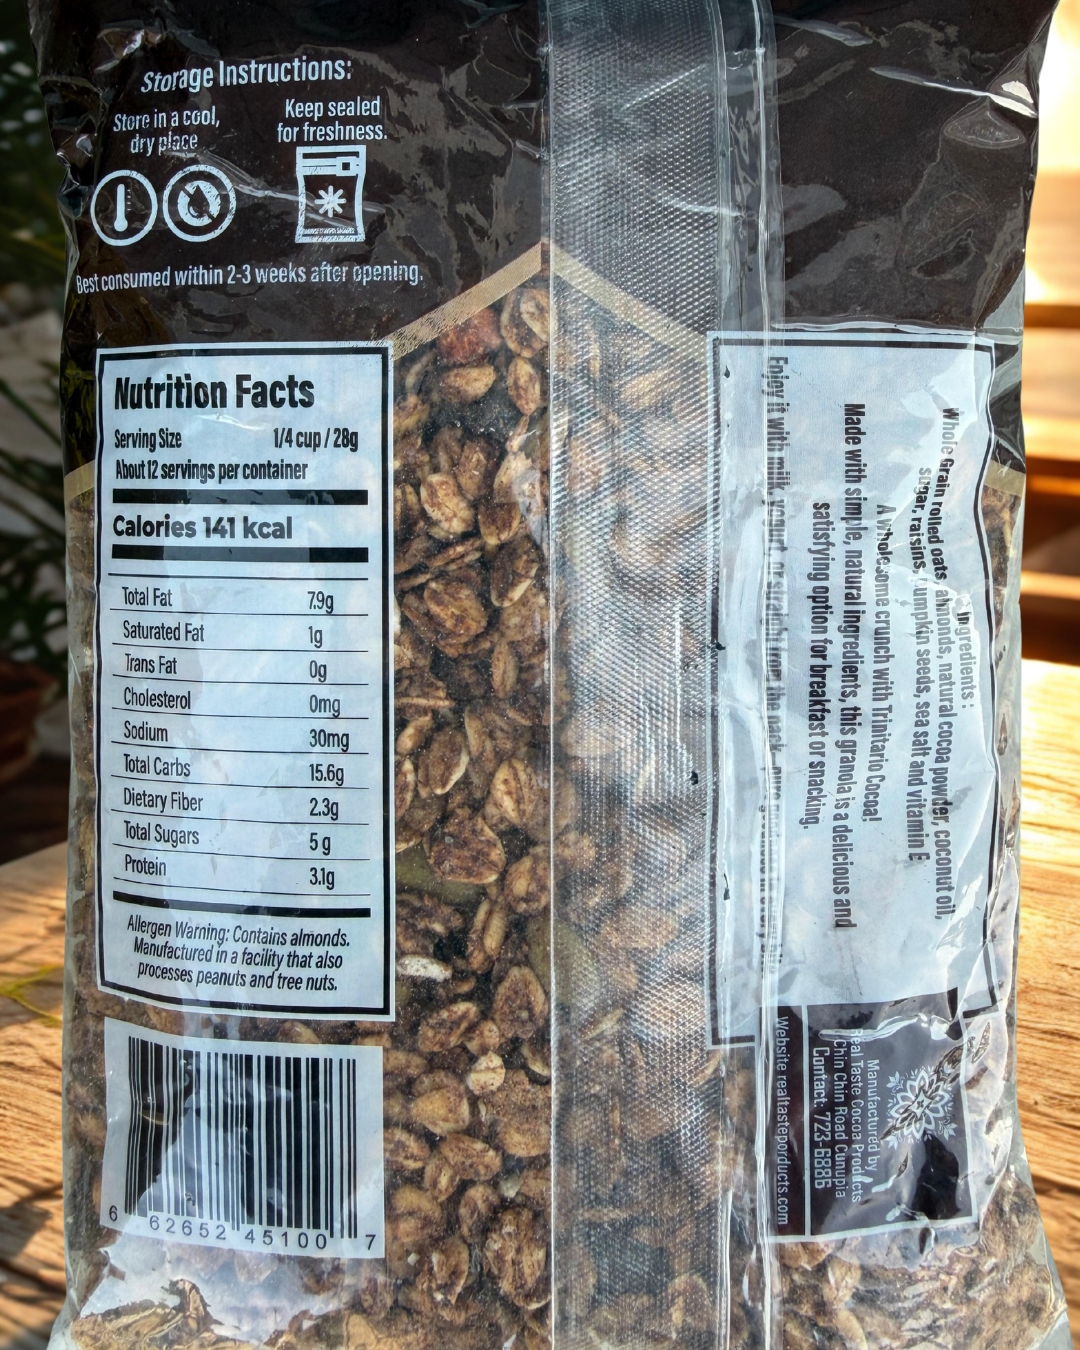 Storage Instructions:
Store in a cool,
dry place
Keep sealed
for freshness.
Best consumed within 2-3 weeks after opening.
Nutrition Facts
Serving Size 1/4 cup / 28g
About 12 servings per container
Calories 141 kcal
Total Fat 7.9g
Saturated Fat 1g
Trans Fat 0g
Cholesterol 0mg
Sodium 30mg
Total Carbs 15.6g
Dietary Fiber 2.3g
Total Sugars 5 g
Protein 3.1g
Allergen Warning: Contains almonds.
Manufactured in a facility that also
processes peanuts and tree nuts.
6 62652 45100 7
Ingredients :
Whole Grain rolled oats, almonds, natural cocoa powder, coconut oil,
sugar, raisins, pumpkin seeds, sea salt and vitamin E
A wholesome crunch with Trinitario Cocoa!
Made with simple, natural ingredients, this granola is a delicious and
satisfying option for breakfast or snacking.
Enjoy it with milk, yogurt, or straight from the pack
Manufactured by
Real Taste Cocoa Products
Chin Chin Road Cunupia
Contact: 723-6886
Website realtasteporducts.com